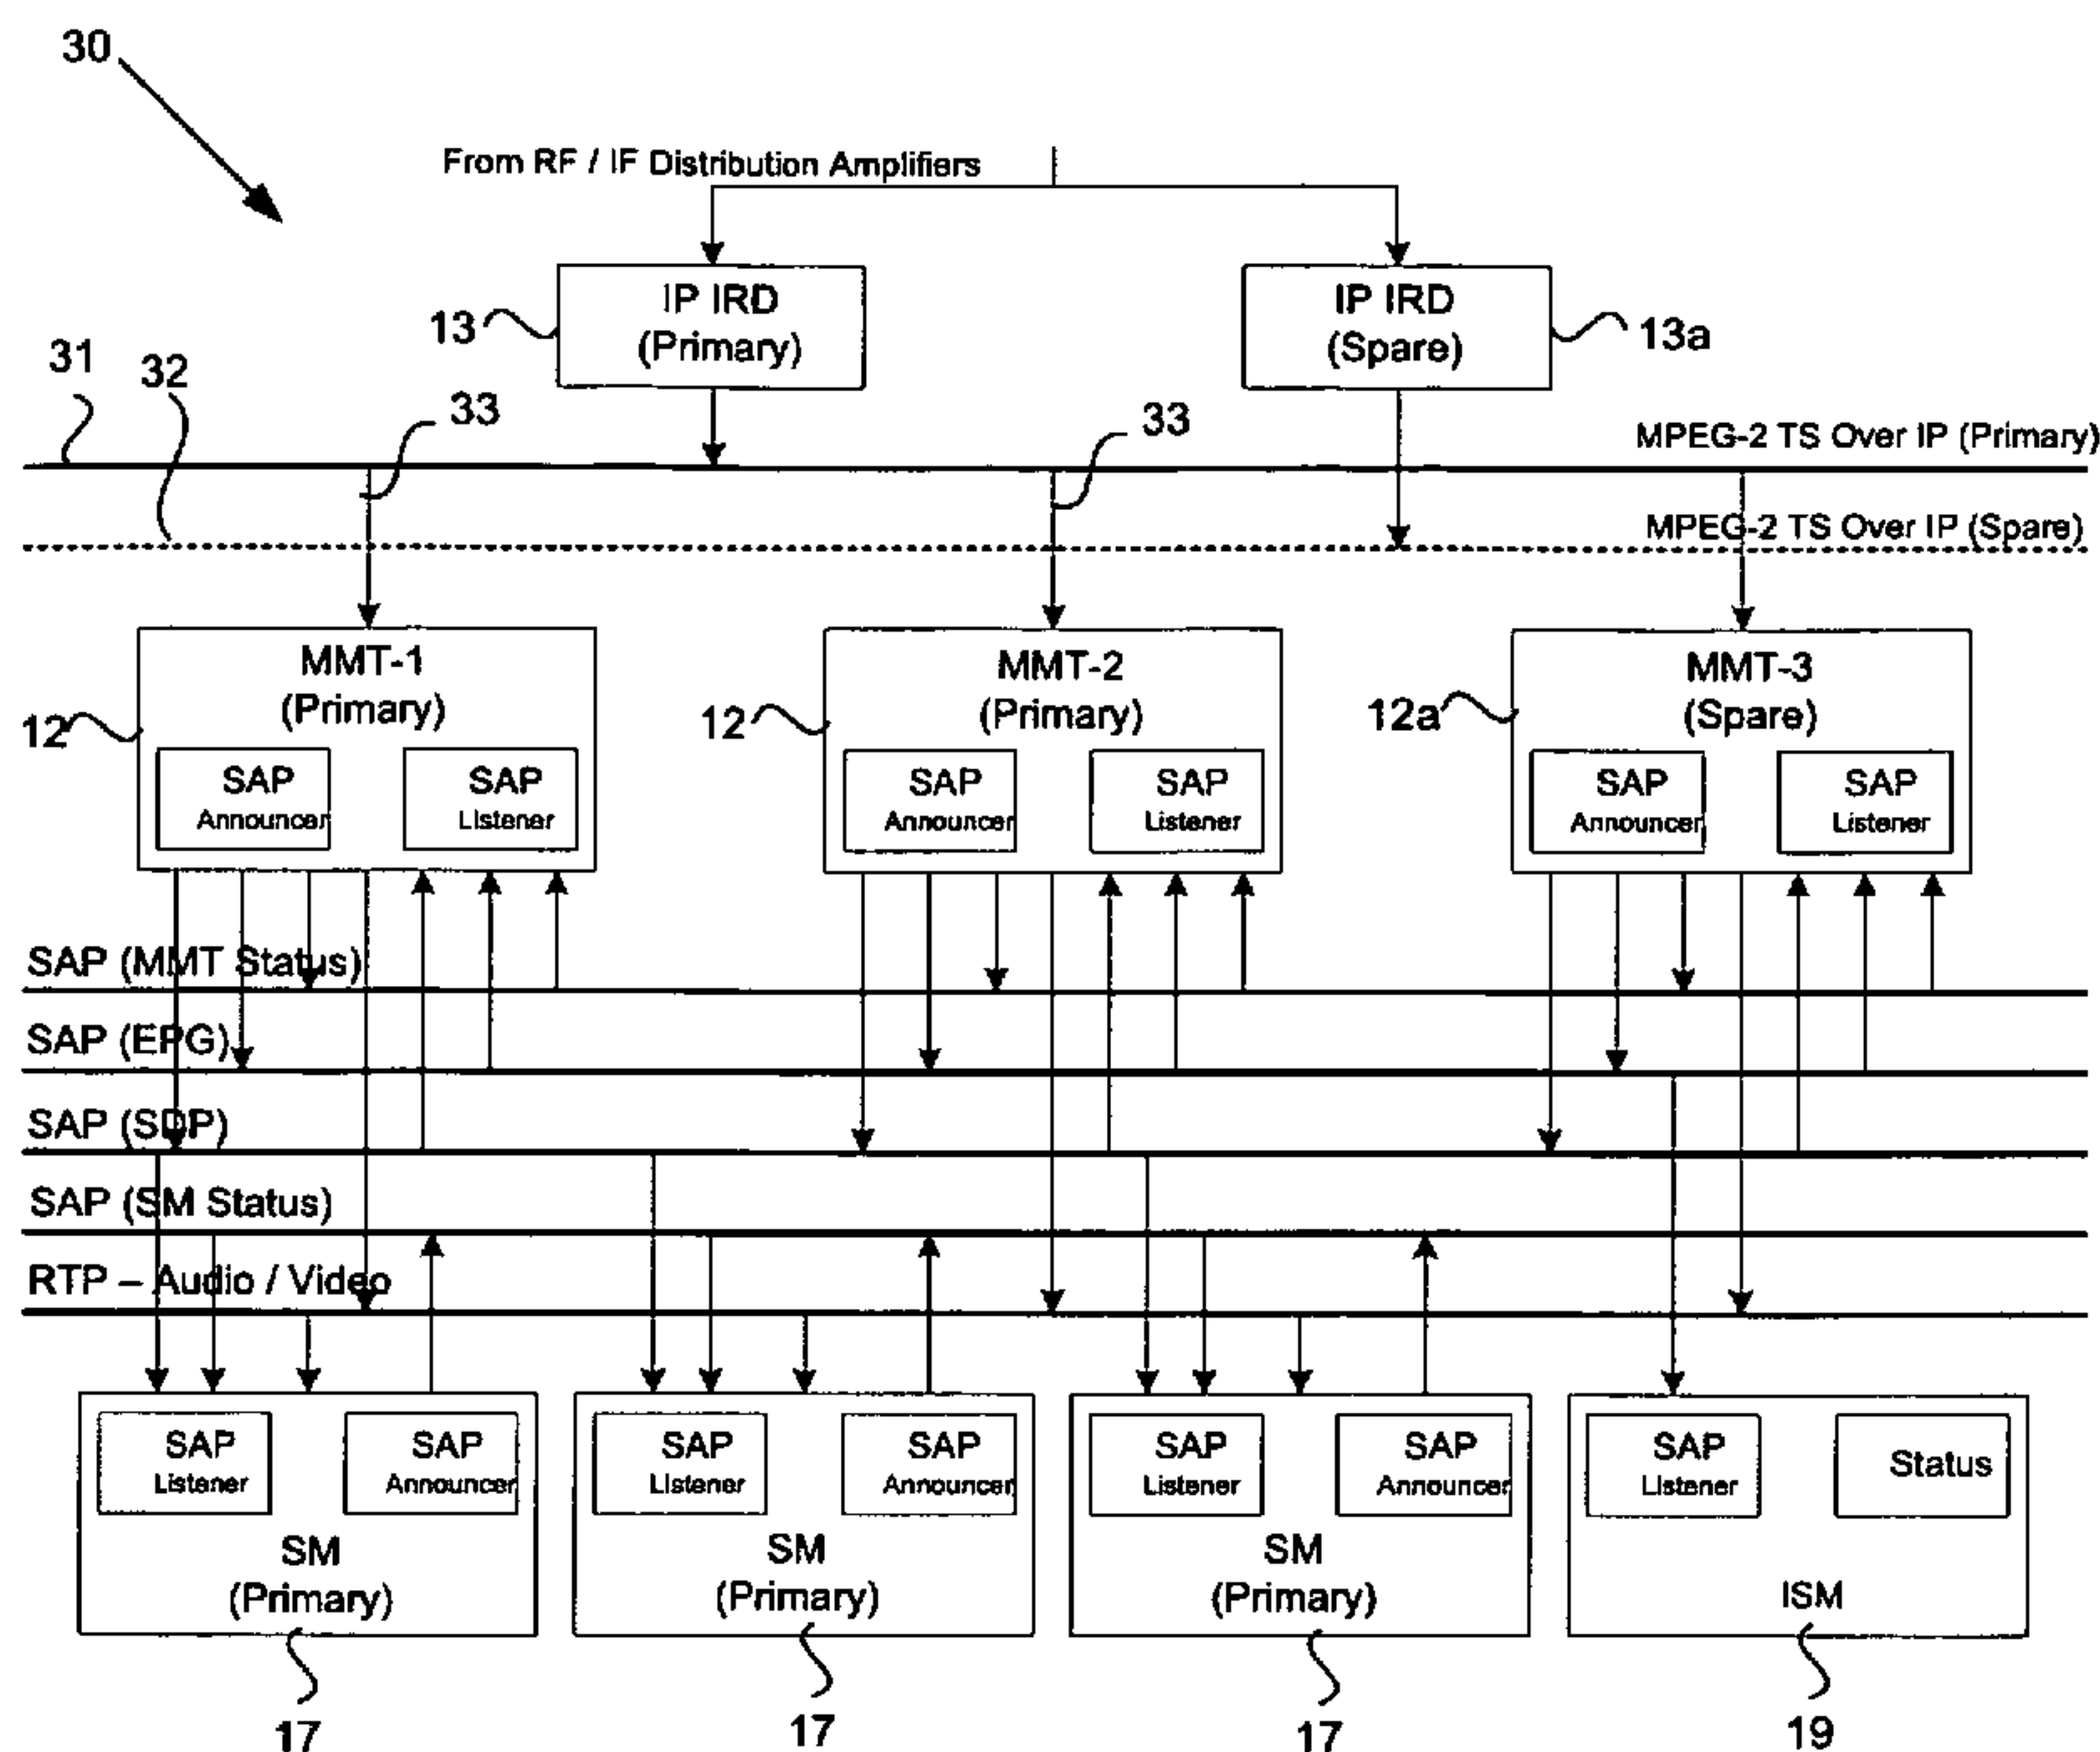 30
From RF / IF Distribution Amplifiers
IP IRD
(Primary)
13
IP IRD
(Spare)
13a
31
32
33
33
MPEG-2 TS Over IP (Primary)
MPEG-2 TS Over IP (Spare)
MMT-1
(Primary)
12
SAP
Announcer
SAP
Listener
MMT-2
(Primary)
12
SAP
Announcer
SAP
Listener
MMT-3
(Spare)
12a
SAP
Announcer
SAP
Listener
SAP (MMT Status)
SAP (EPG)
SAP (SDP)
SAP (SM Status)
RTP – Audio / Video
SAP
Listener
SAP
Announcer
SM
(Primary)
17
SAP
Listener
SAP
Announcer
SM
(Primary)
17
SAP
Listener
SAP
Announcer
SM
(Primary)
17
SAP
Listener
Status
ISM
19